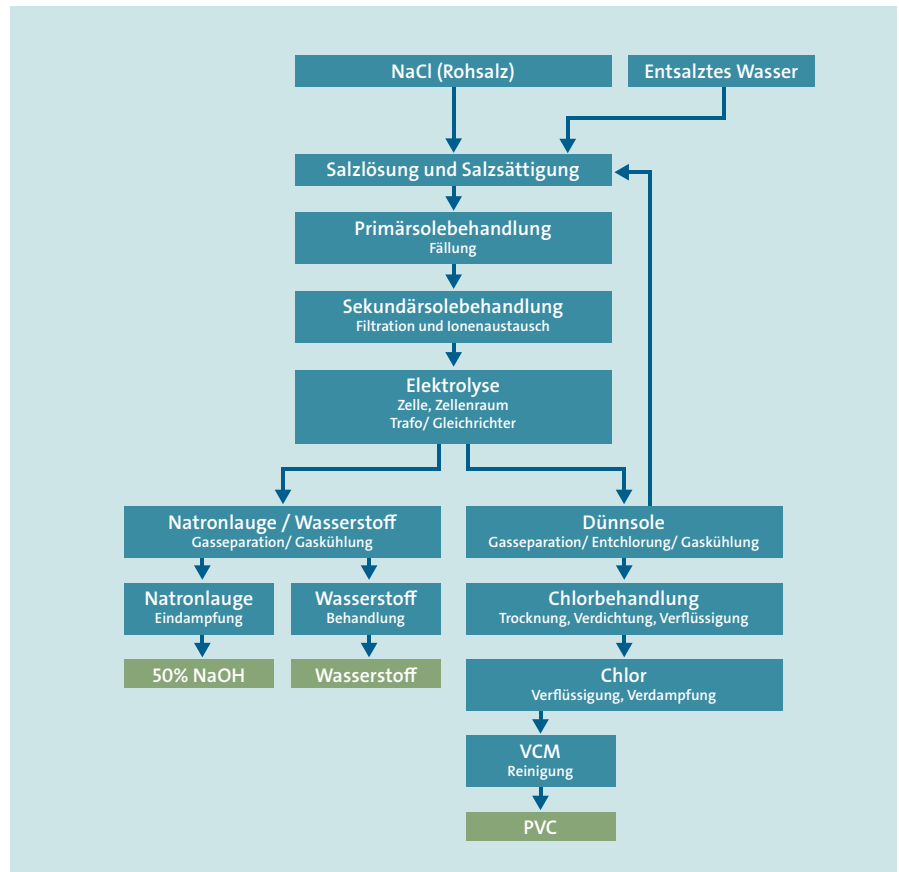 NaCl (Rohsalz)
Entsalztes Wasser
Salzlösung und Salzsättigung
Primärsolebehandlung
Fällung
Sekundärsolebehandlung
Filtration und Ionenaustausch
Elektrolyse
Zelle, Zellenraum
Trafo/ Gleichrichter
Natronlauge / Wasserstoff
Gasseparation/ Gaskühlung
Dünnsole
Gasseparation/ Entchlorung/ Gaskühlung
Natronlauge
Eindampfung
Wasserstoff
Behandlung
Chlorbehandlung
Trocknung, Verdichtung, Verflüssigung
50% NaOH
Wasserstoff
Chlor
Verflüssigung, Verdampfung
VCM
Reinigung
PVC